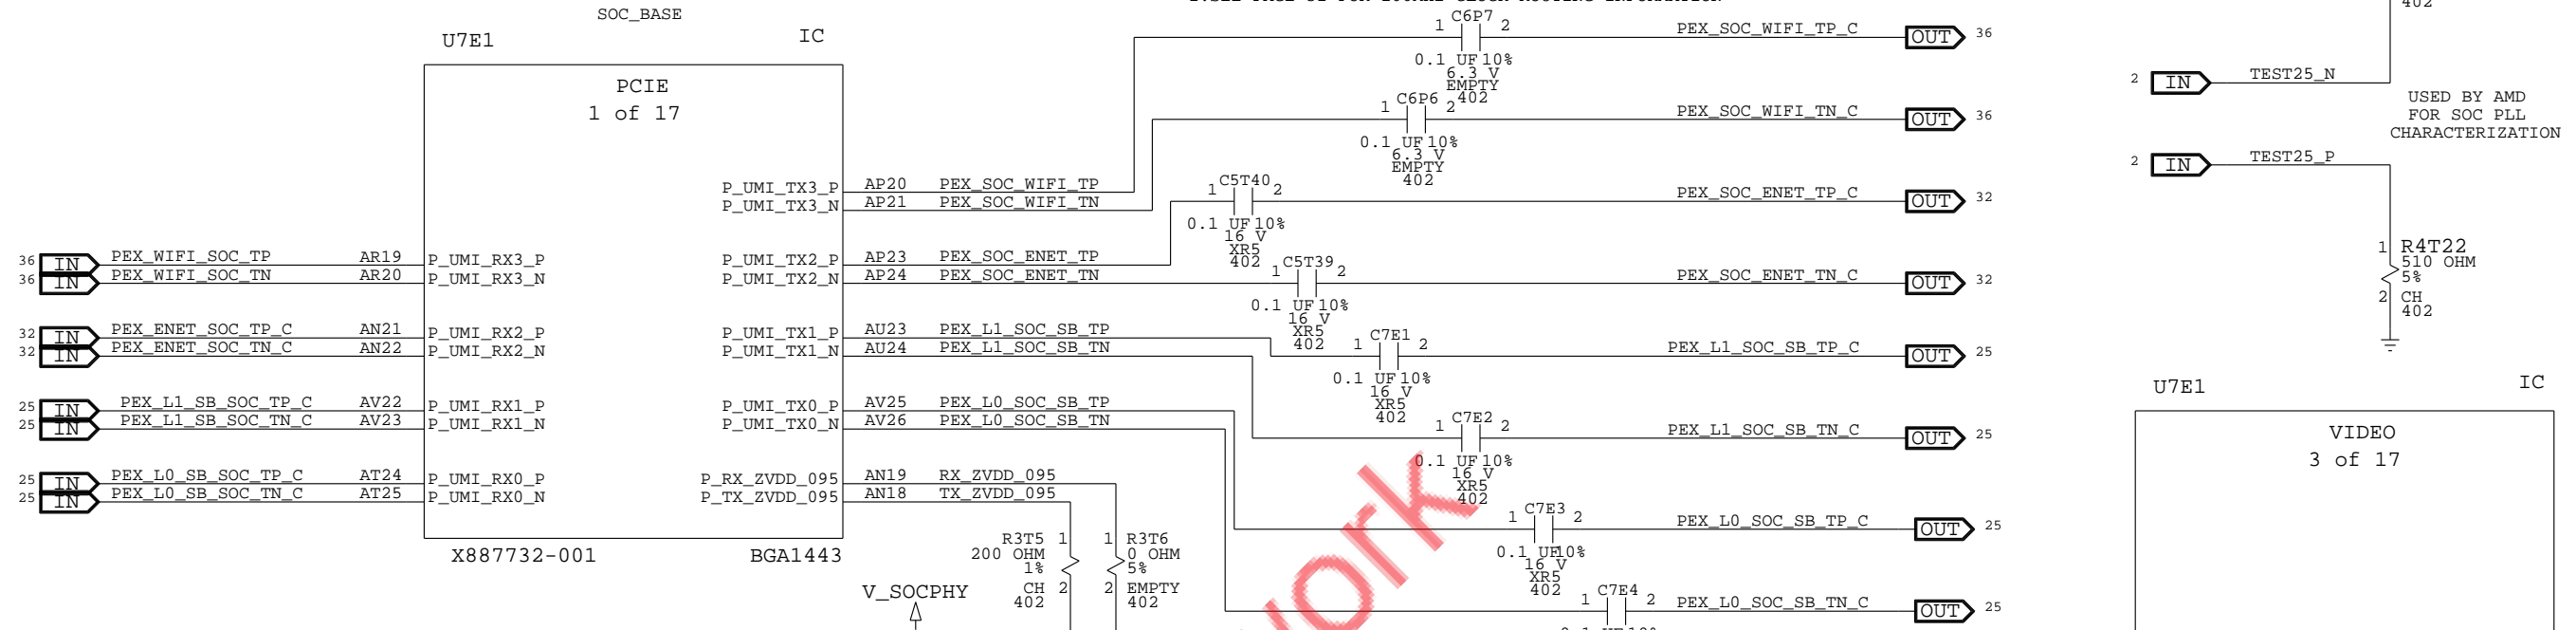 SOC_BASE
U7E1
IC
PCIE
1 of 17
P_UMI_TX3_P AP20 PEX_SOC_WIFI_TP
P_UMI_TX3_N AP21 PEX_SOC_WIFI_TN
36 IN PEX_WIFI_SOC_TP AR19 P_UMI_RX3_P
36 IN PEX_WIFI_SOC_TN AR20 P_UMI_RX3_N
P_UMI_TX2_P AP23 PEX_SOC_ENET_TP
P_UMI_TX2_N AP24 PEX_SOC_ENET_TN
32 IN PEX_ENET_SOC_TP_C AN21 P_UMI_RX2_P
32 IN PEX_ENET_SOC_TN_C AN22 P_UMI_RX2_N
P_UMI_TX1_P AU23 PEX_L1_SOC_SB_TP
P_UMI_TX1_N AU24 PEX_L1_SOC_SB_TN
25 IN PEX_L1_SB_SOC_TP_C AV22 P_UMI_RX1_P
25 IN PEX_L1_SB_SOC_TN_C AV23 P_UMI_RX1_N
P_UMI_TX0_P AV25 PEX_L0_SOC_SB_TP
P_UMI_TX0_N AV26 PEX_L0_SOC_SB_TN
25 IN PEX_L0_SB_SOC_TP_C AT24 P_UMI_RX0_P
25 IN PEX_L0_SB_SOC_TN_C AT25 P_UMI_RX0_N
P_RX_ZVDD_095 AN19 RX_ZVDD_095
P_TX_ZVDD_095 AN18 TX_ZVDD_095
X887732-001
BGA1443
V_SOCPHY
R3T5 1
200 OHM
1%
CH 2
402
1 R3T6
0 OHM
5%
2 EMPTY
402
C6P7
1 2
0.1 UF 10%
6.3 V
EMPTY
402
PEX_SOC_WIFI_TP_C OUT 36
C6P6
1 2
0.1 UF 10%
6.3 V
EMPTY
402
PEX_SOC_WIFI_TN_C OUT 36
C5T40
1 2
0.1 UF 10%
16 V
XR5
402
PEX_SOC_ENET_TP_C OUT 32
C5T39
1 2
0.1 UF 10%
16 V
XR5
402
PEX_SOC_ENET_TN_C OUT 32
C7E1
1 2
0.1 UF 10%
16 V
XR5
402
PEX_L1_SOC_SB_TP_C OUT 25
C7E2
1 2
0.1 UF 10%
16 V
XR5
402
PEX_L1_SOC_SB_TN_C OUT 25
C7E3
1 2
0.1 UF10%
16 V
XR5
402
PEX_L0_SOC_SB_TP_C OUT 25
C7E4
1 2
PEX_L0_SOC_SB_TN_C OUT 25
402
2 IN TEST25_N
USED BY AMD
FOR SOC PLL
CHARACTERIZATION
2 IN TEST25_P
1 R4T22
510 OHM
5%
2 CH
402
U7E1
IC
VIDEO
3 of 17